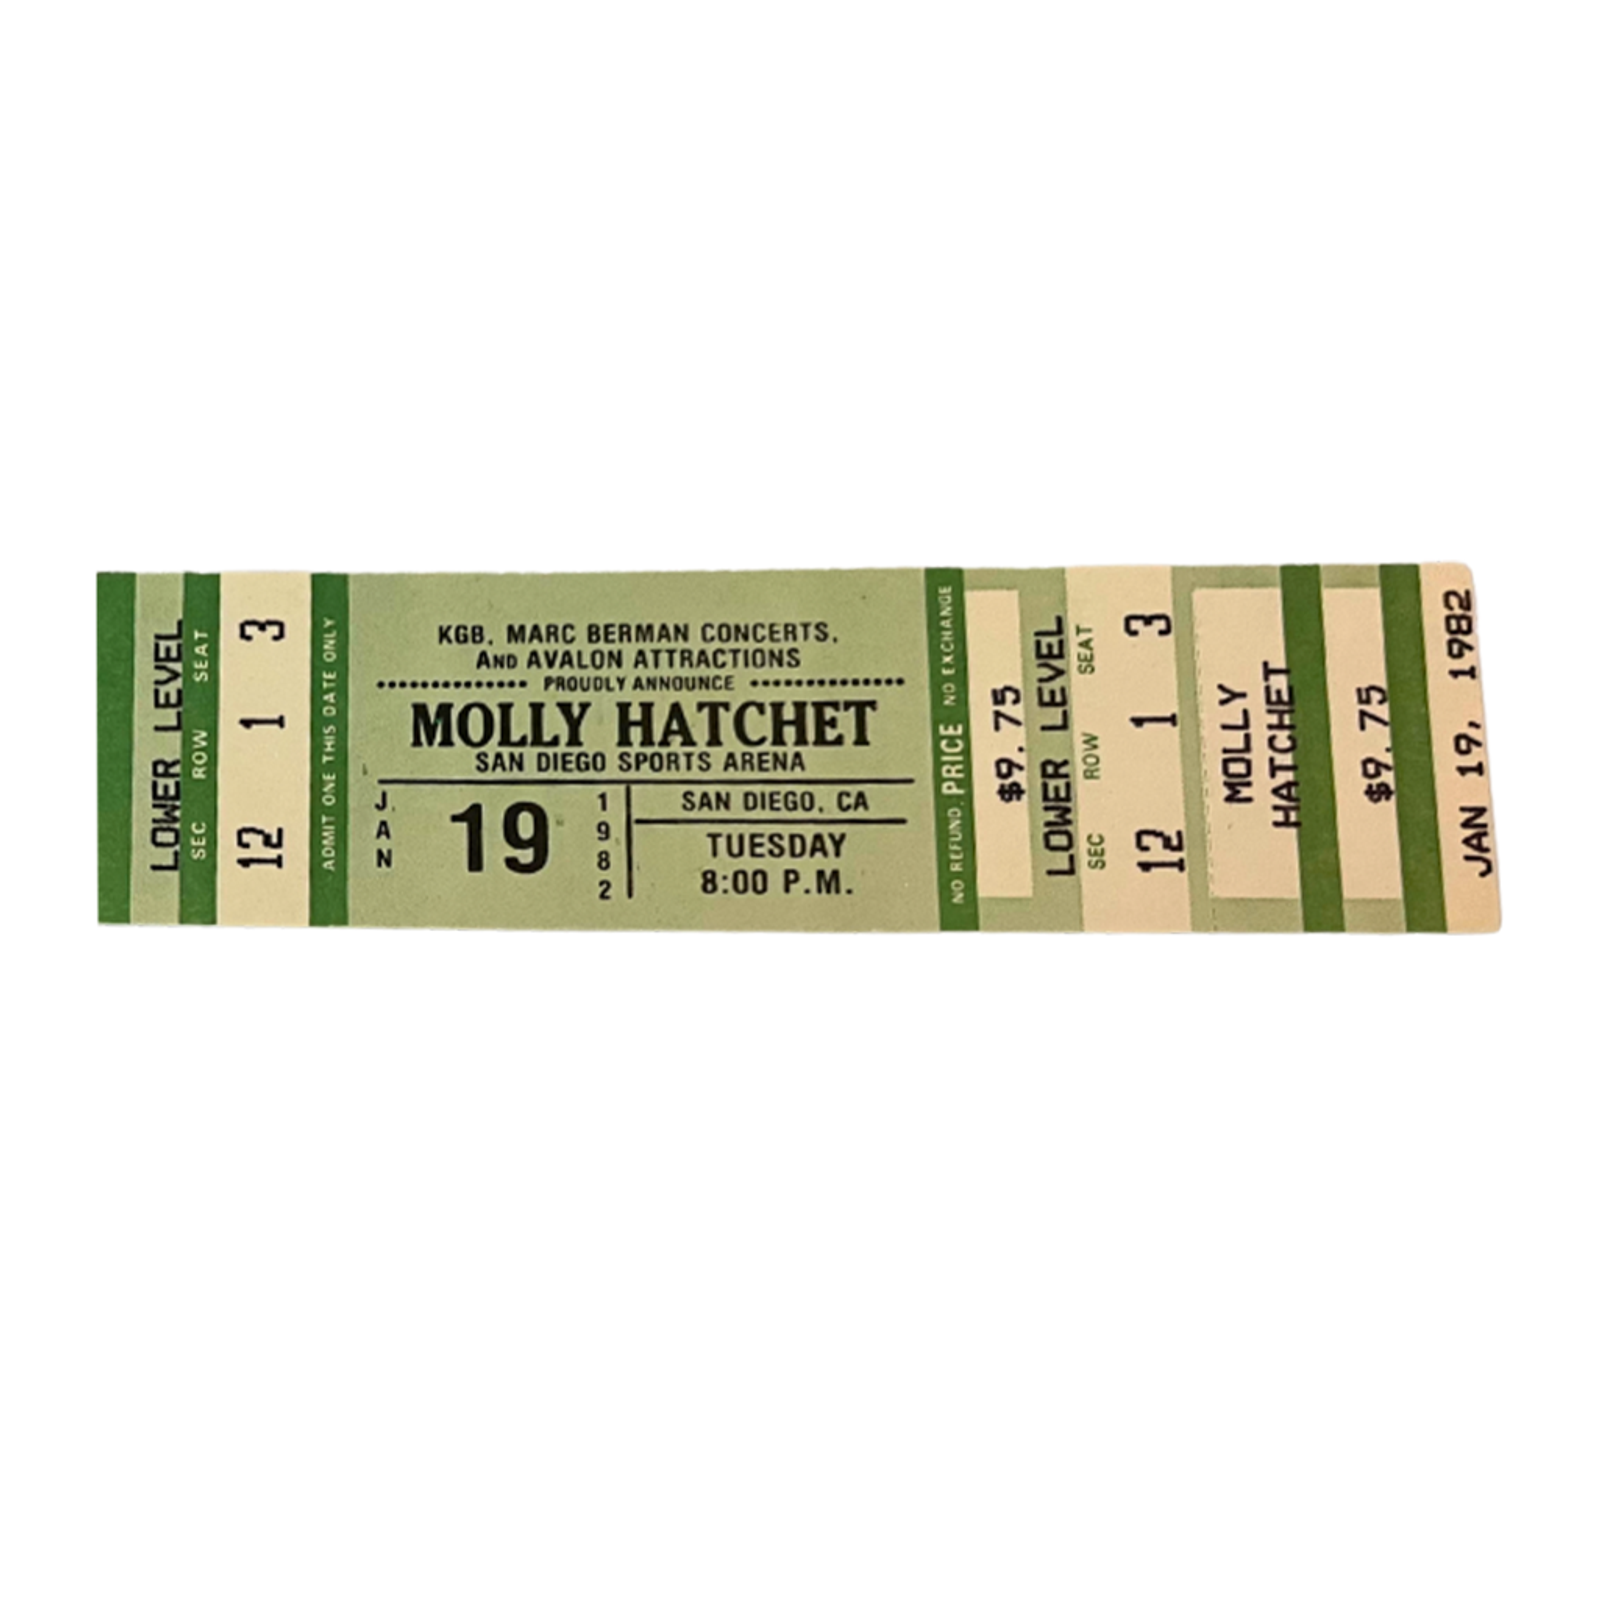 LOWER LEVEL
SEC ROW SEAT
12 1 3
ADMIT ONE THIS DATE ONLY
KGB, MARC BERMAN CONCERTS,
AND AVALON ATTRACTIONS
PROUDLY ANNOUNCE
MOLLY HATCHET
SAN DIEGO SPORTS ARENA
JAN
19
1982
SAN DIEGO, CA
TUESDAY
8:00 P.M.
NO REFUND, PRICE NO EXCHANGE
$9.75
LOWER LEVEL
SEC ROW SEAT
12 1 3
MOLLY
HATCHET
$9.75
JAN 19, 1982